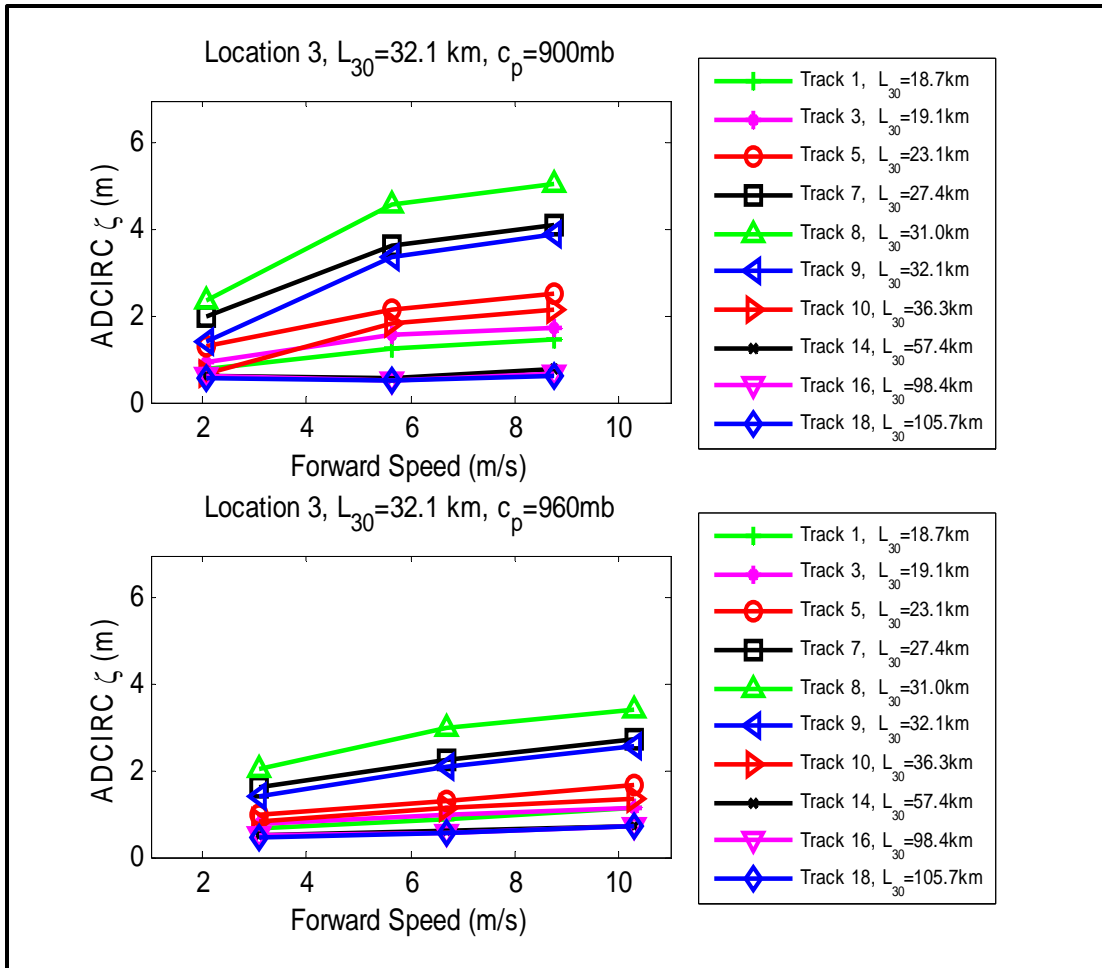 Location 3, L30=32.1 km, cp=900mb
6
4
2
0
ADCIRC ζ (m)
2 4 6 8 10
Forward Speed (m/s)
Track 1, L30=18.7km
Track 3, L30=19.1km
Track 5, L30=23.1km
Track 7, L30=27.4km
Track 8, L30=31.0km
Track 9, L30=32.1km
Track 10, L30=36.3km
Track 14, L30=57.4km
Track 16, L30=98.4km
Track 18, L30=105.7km
Location 3, L30=32.1 km, cp=960mb
6
4
2
0
ADCIRC ζ (m)
2 4 6 8 10
Forward Speed (m/s)
Track 1, L30=18.7km
Track 3, L30=19.1km
Track 5, L30=23.1km
Track 7, L30=27.4km
Track 8, L30=31.0km
Track 9, L30=32.1km
Track 10, L30=36.3km
Track 14, L30=57.4km
Track 16, L30=98.4km
Track 18, L30=105.7km